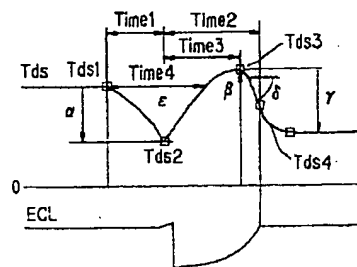 Time1 Time2
Time3
Tds3
Tds Tds1 Time4
α ε β δ γ
Tds2
Tds4
0
ECL